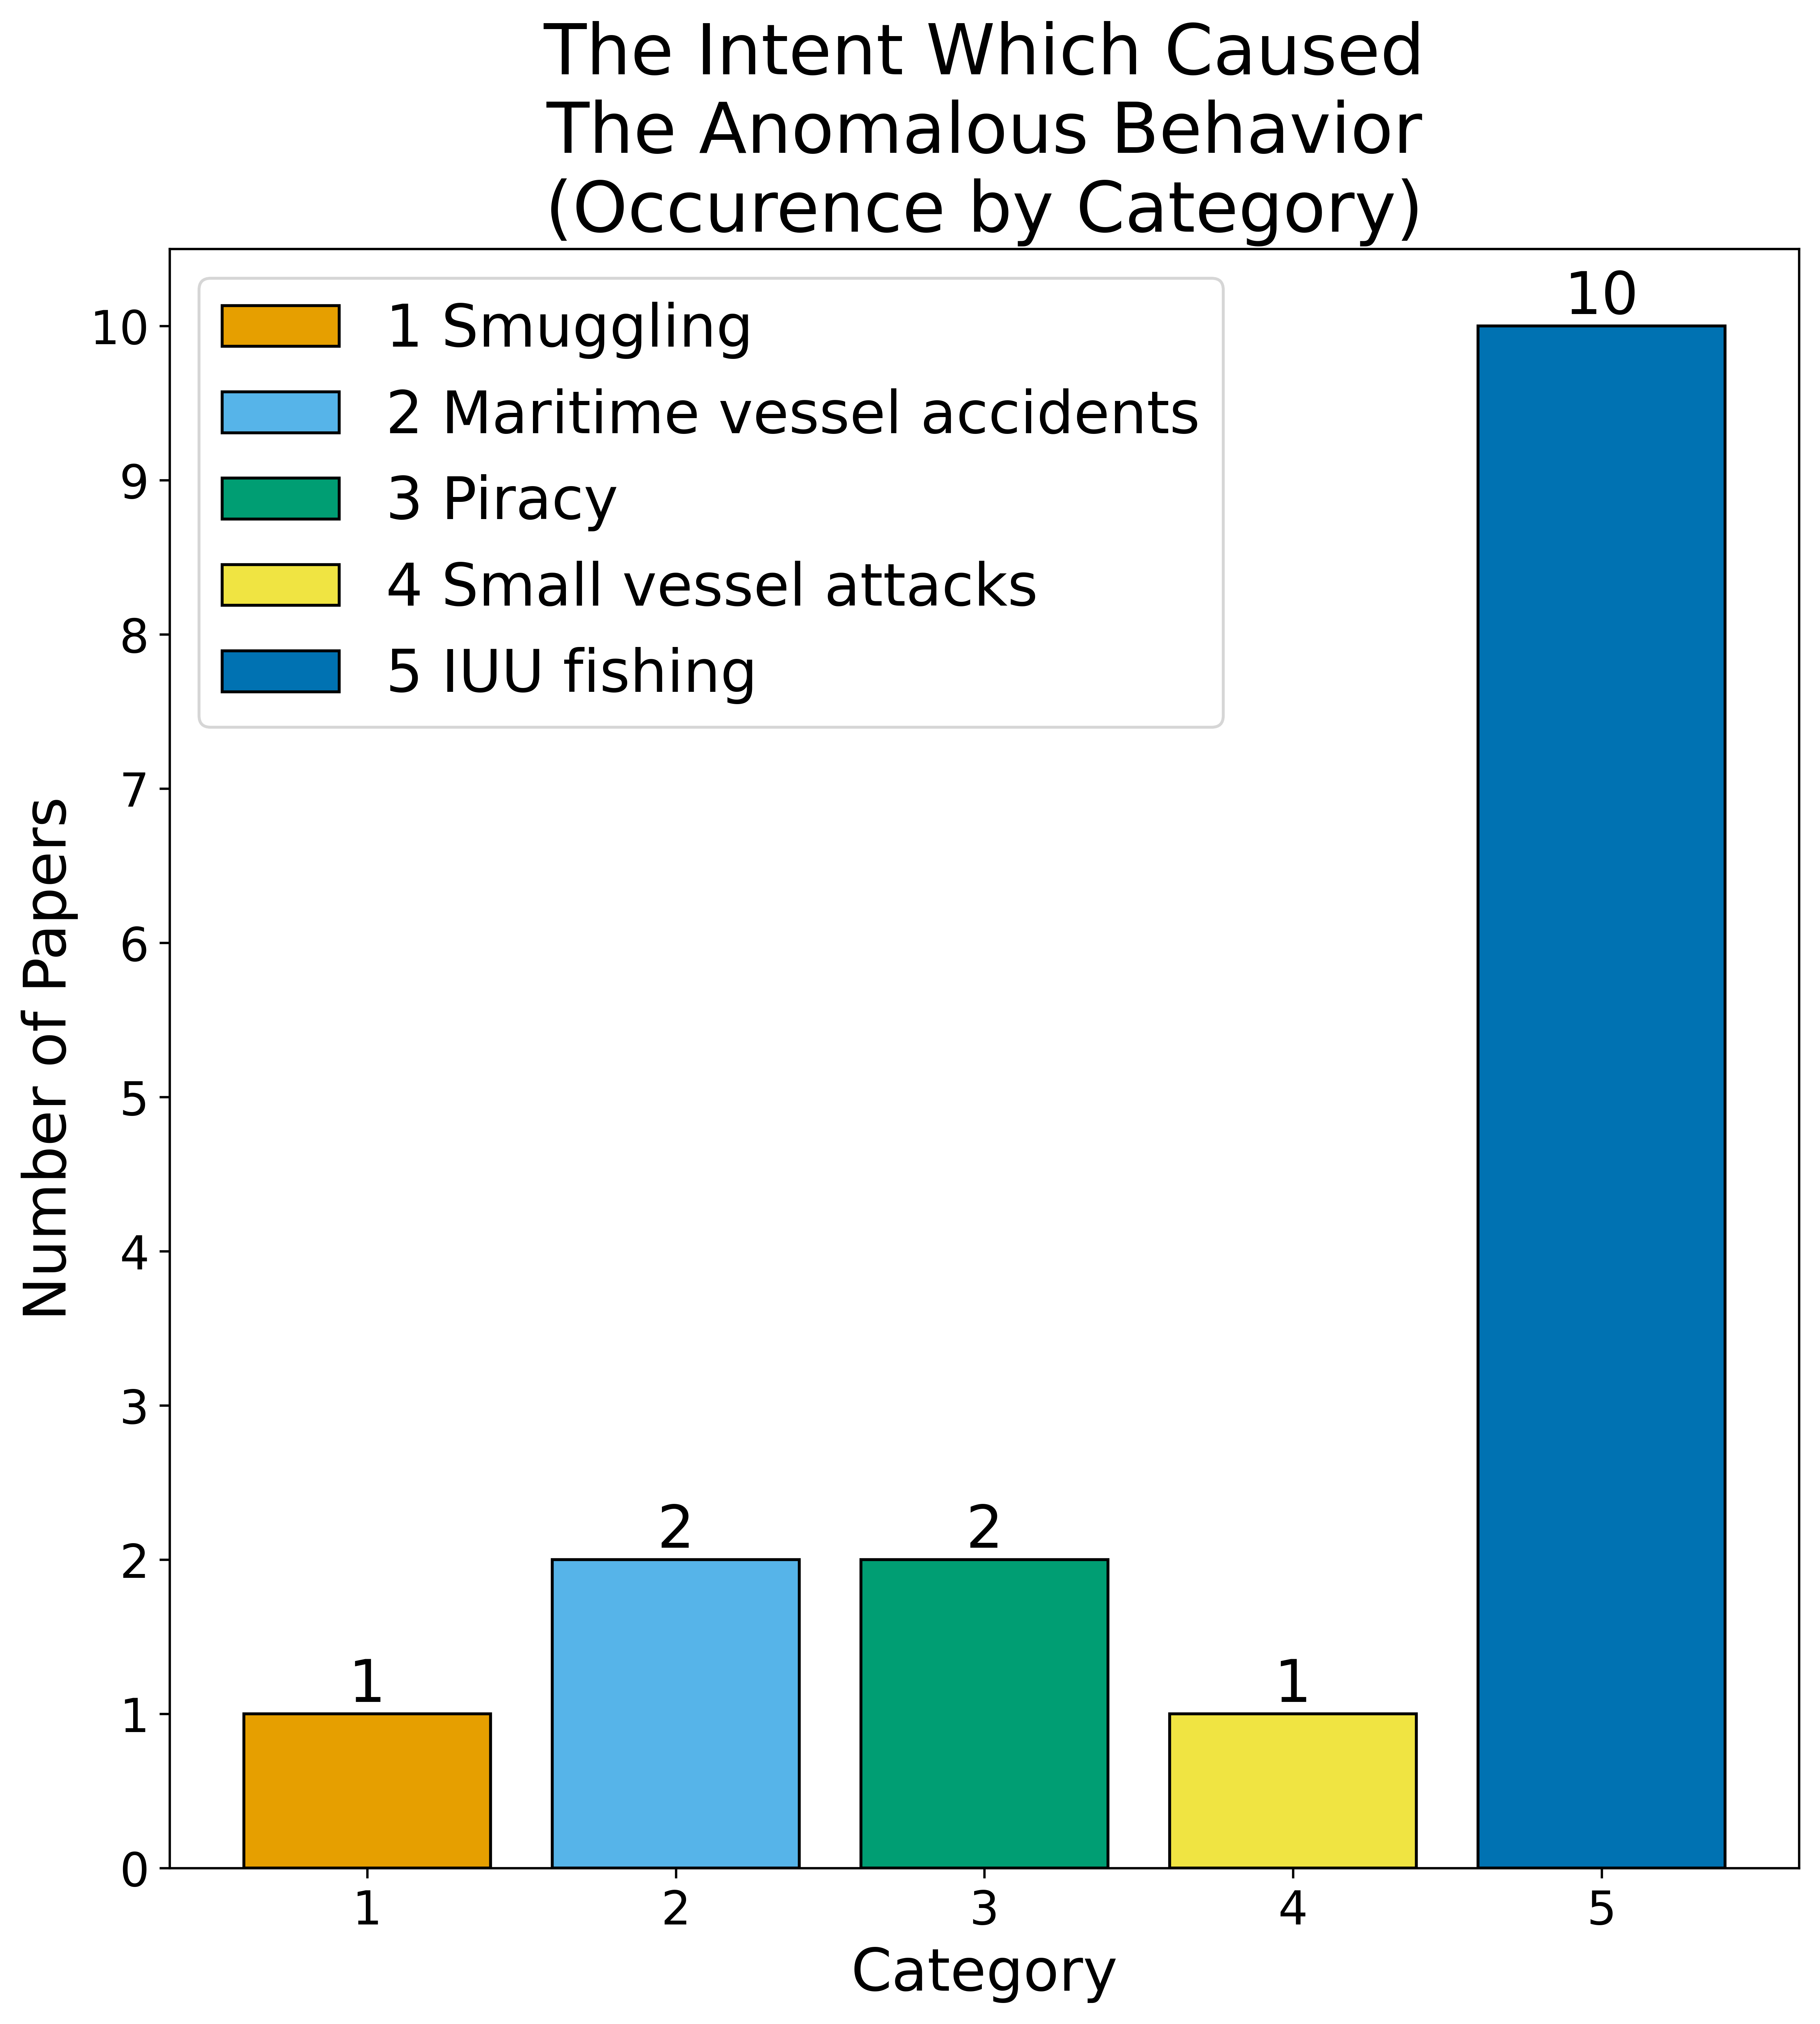 The Intent Which Caused
The Anomalous Behavior
(Occurence by Category)
1 Smuggling
2 Maritime vessel accidents
3 Piracy
4 Small vessel attacks
5 IUU fishing
Number of Papers
10
9
8
7
6
5
4
3
2
1
0
1
2
2
1
10
1
2
3
4
5
Category